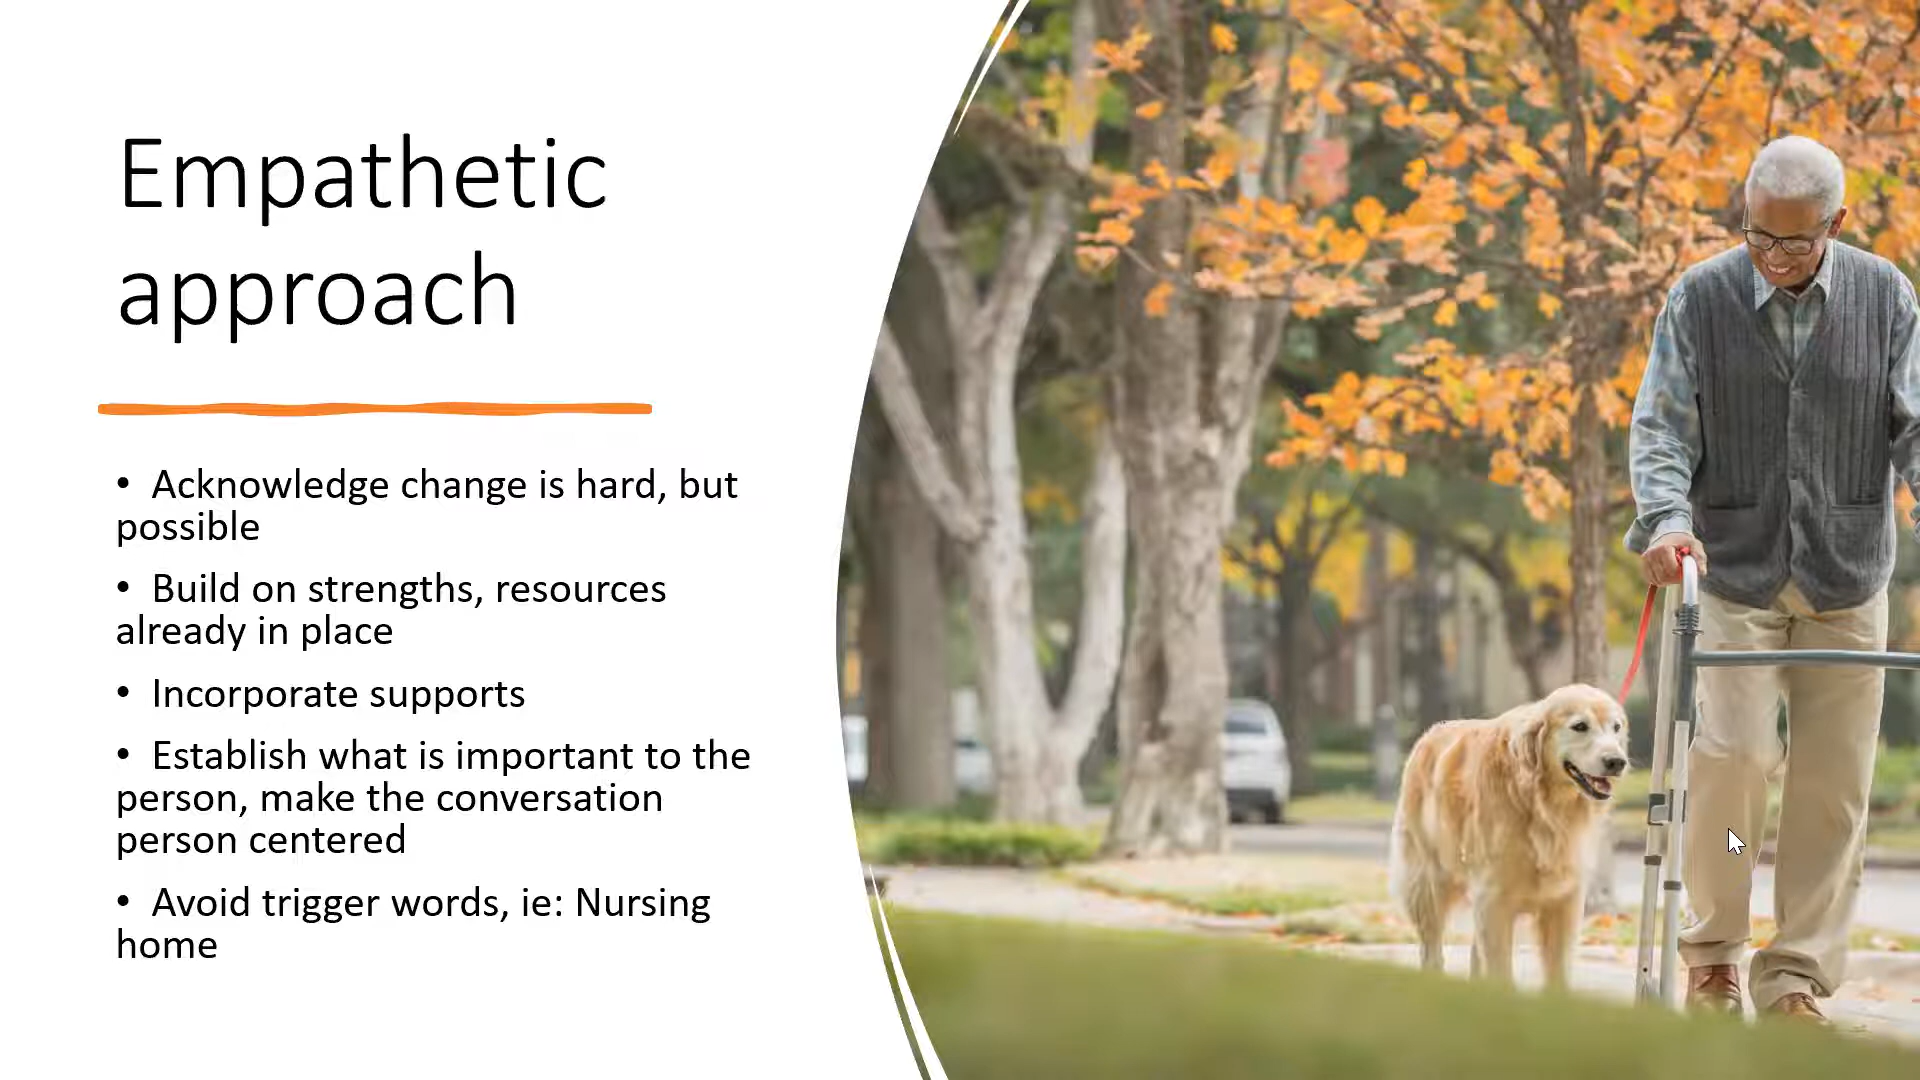 Empathetic
approach
• Acknowledge change is hard, but
possible
• Build on strengths, resources
already in place
• Incorporate supports
• Establish what is important to the
person, make the conversation
person centered
• Avoid trigger words, ie: Nursing
home